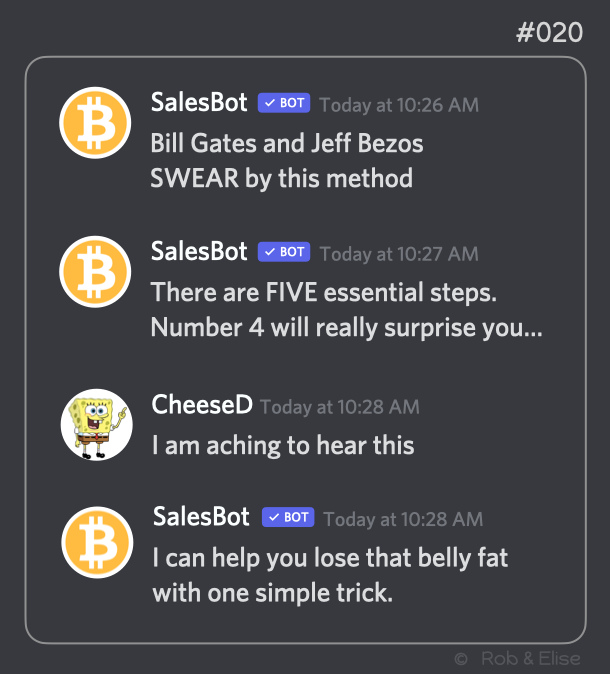 #020
SalesBot ✓ BOT Today at 10:26 AM
Bill Gates and Jeff Bezos
SWEAR by this method
SalesBot ✓ BOT Today at 10:27 AM
There are FIVE essential steps.
Number 4 will really surprise you...
CheeseD Today at 10:28 AM
I am aching to hear this
SalesBot ✓ BOT Today at 10:28 AM
I can help you lose that belly fat
with one simple trick.
© Rob & Elise